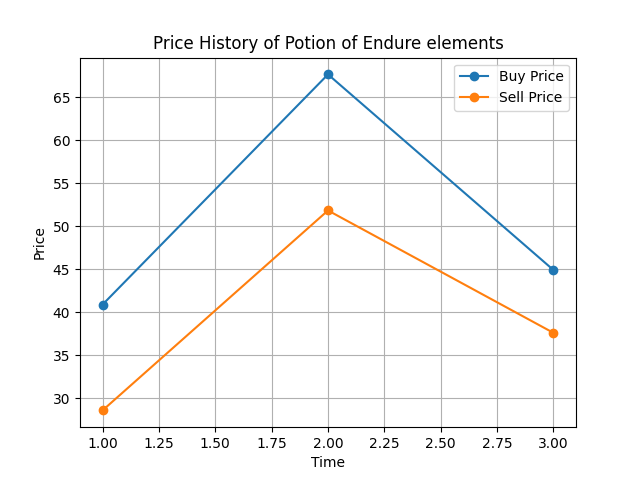 Price History of Potion of Endure elements
Buy Price
Sell Price
65
60
55
50
45
40
35
30
Price
1.00 1.25 1.50 1.75 2.00 2.25 2.50 2.75 3.00
Time